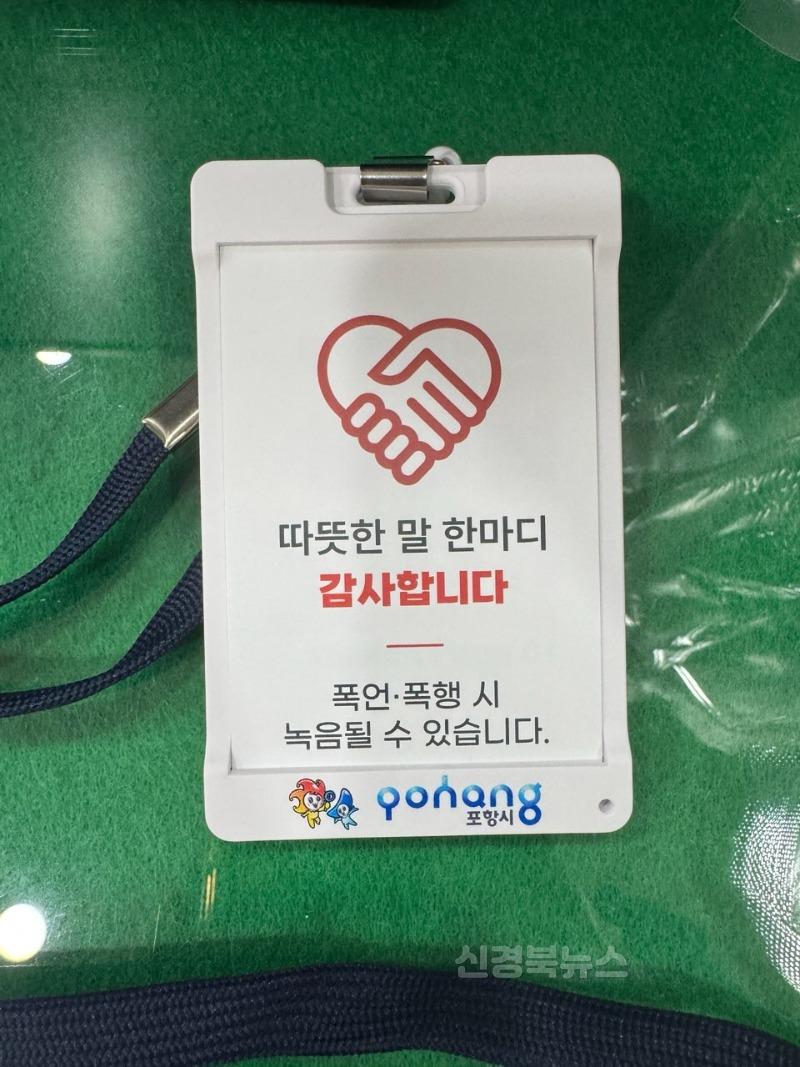 따뜻한 말 한마디
감사합니다
폭언·폭행 시
녹음될 수 있습니다.
pohang
포항시
신경북뉴스